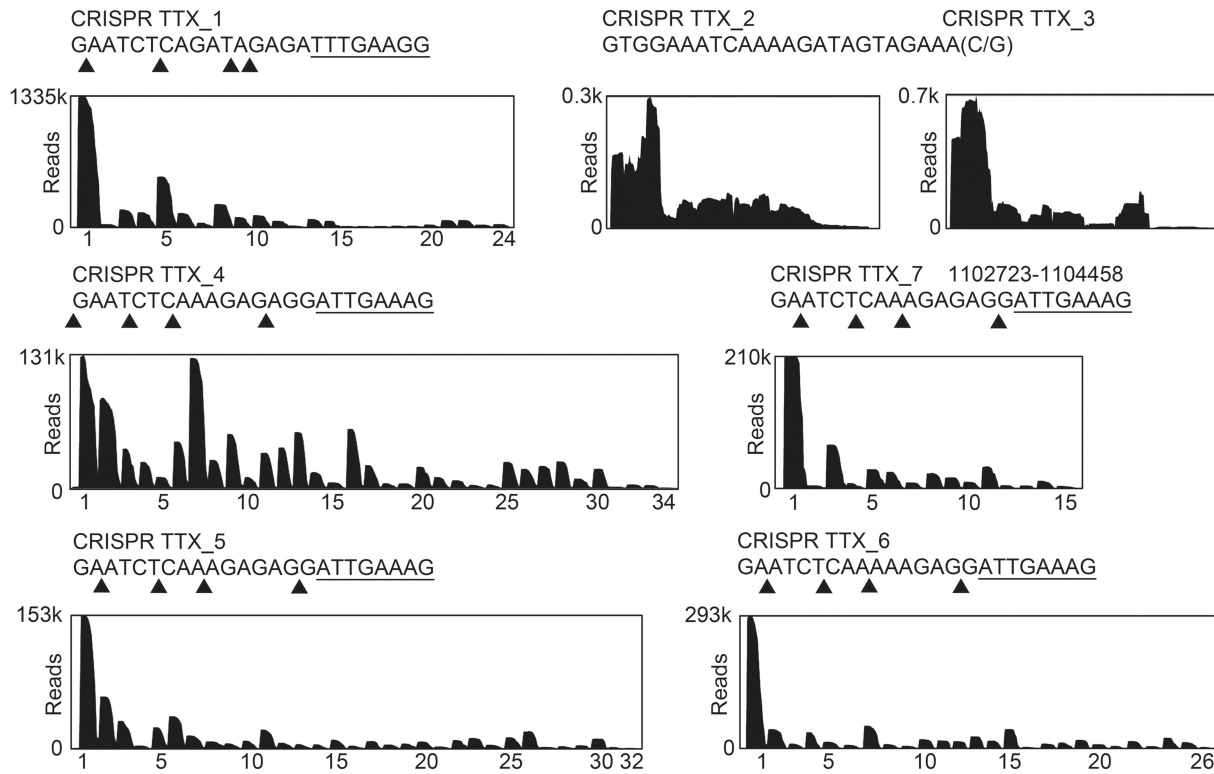 CRISPR TTX_1
GAATCTCAGATAGAGATTTGAAGG
1335k
Reads
0
1 5 10 15 20 24
CRISPR TTX_2 CRISPR TTX_3
GTGGAAATCAAAAGATAGTAGAAA(C/G)
0.3k
Reads
0
0.7k
Reads
0
CRISPR TTX_4
GAATCTCAAAGAGAGGATTGAAAG
131k
Reads
0
1 5 10 15 20 25 30 34
CRISPR TTX_7 1102723-1104458
GAATCTCAAAGAGAGGATTGAAAG
210k
Reads
0
1 5 10 15
CRISPR TTX_5
GAATCTCAAAGAGAGGATTGAAAG
153k
Reads
0
1 5 10 15 20 25 30 32
CRISPR TTX_6
GAATCTCAAAAAGAGGATTGAAAG
293k
Reads
0
1 5 10 15 20 26